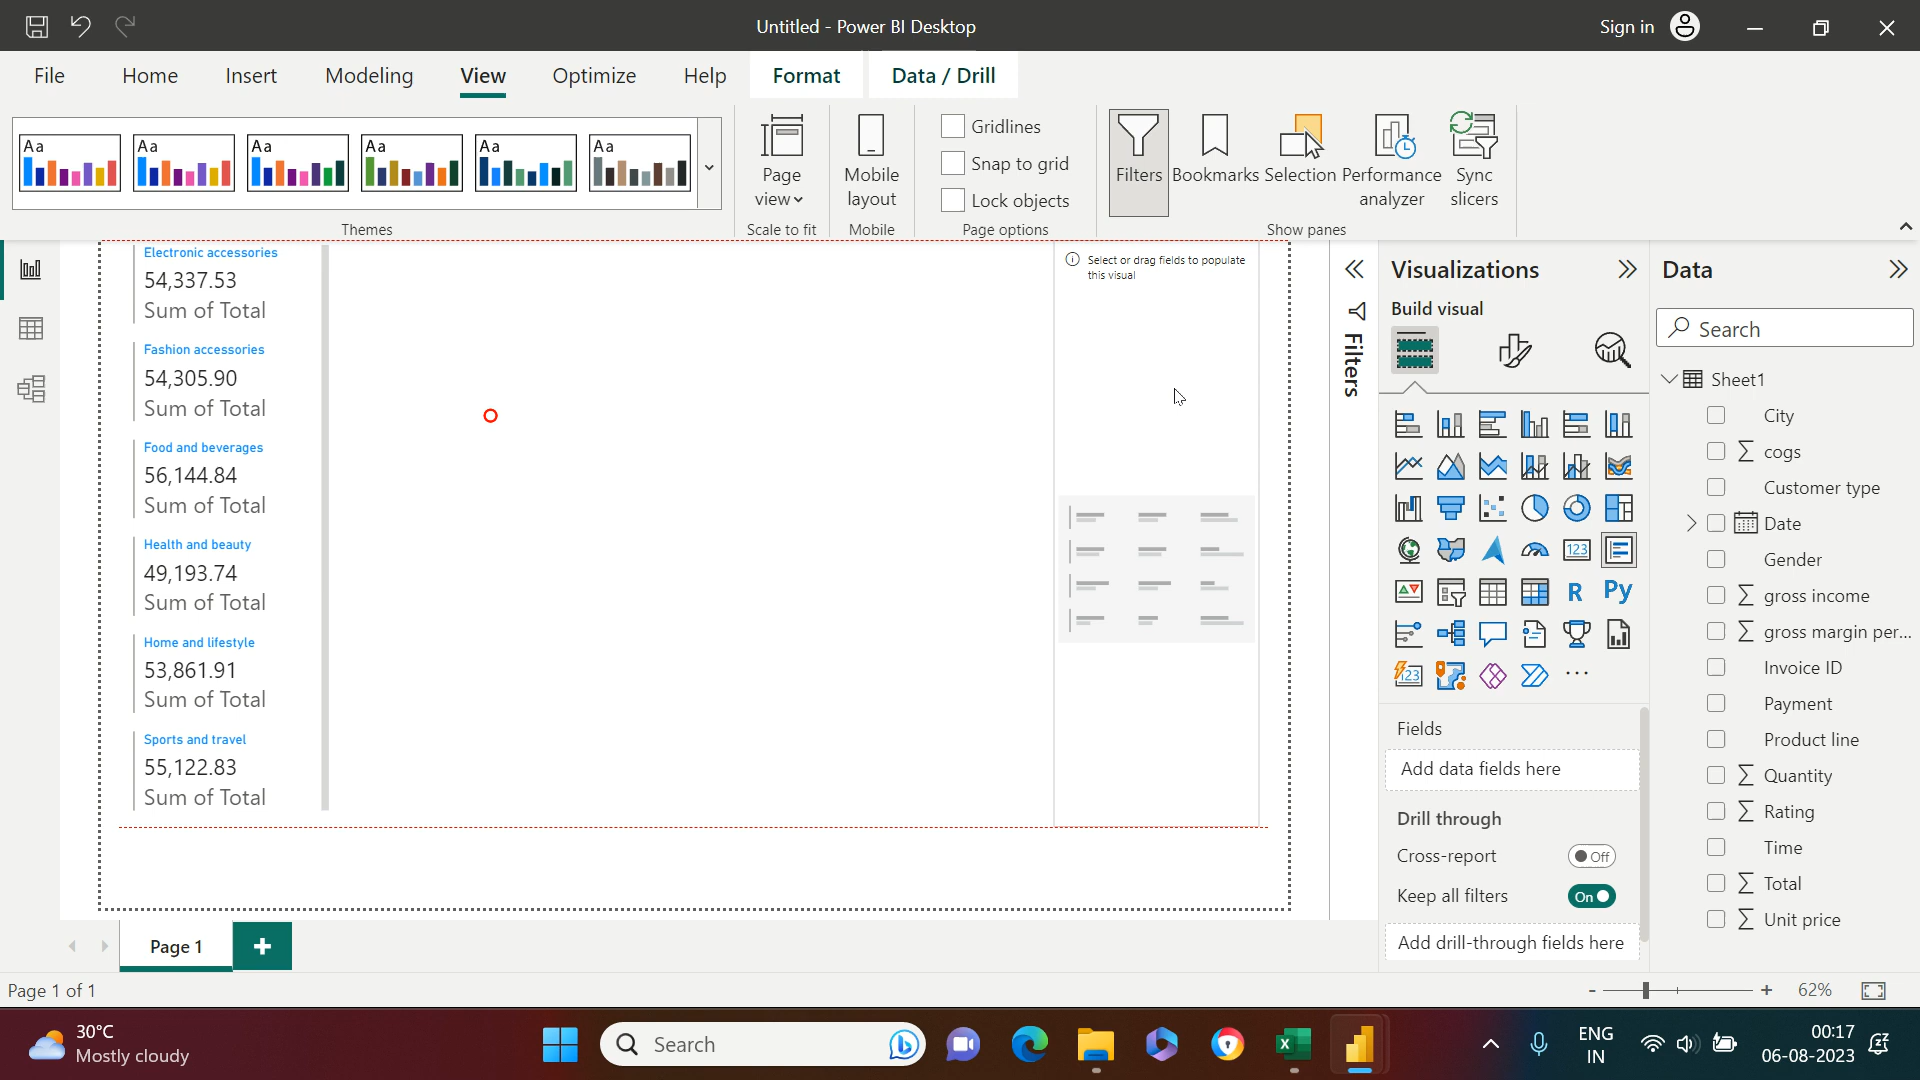 Untitled - Power BI Desktop
Sign in
File
Home
Insert
Modeling
View
Optimize
Help
Format
Data / Drill
Aa
Aa
Aa
Aa
Aa
Aa
Themes
Page
view
Scale to fit
Mobile
layout
Mobile
Gridlines
Snap to grid
Lock objects
Page options
Filters
Bookmarks
Selection
Performance
analyzer
Sync
slicers
Show panes
Electronic accessories
54,337.53
Sum of Total
Fashion accessories
54,305.90
Sum of Total
Food and beverages
56,144.84
Sum of Total
Health and beauty
49,193.74
Sum of Total
Home and lifestyle
53,861.91
Sum of Total
Sports and travel
55,122.83
Sum of Total
Select or drag fields to populate
this visual
Filters
Visualizations
Build visual
123
R
Py
123
Fields
Add data fields here
Drill through
Cross-report
Off
Keep all filters
On
Add drill-through fields here
Data
Search
Sheet1
City
∑ cogs
Customer type
Date
Gender
∑ gross income
∑ gross margin per...
Invoice ID
Payment
Product line
∑ Quantity
∑ Rating
Time
∑ Total
∑ Unit price
Page 1
+
Page 1 of 1
- + 62%
30°C
Mostly cloudy
Search
ENG
IN
00:17
06-08-2023